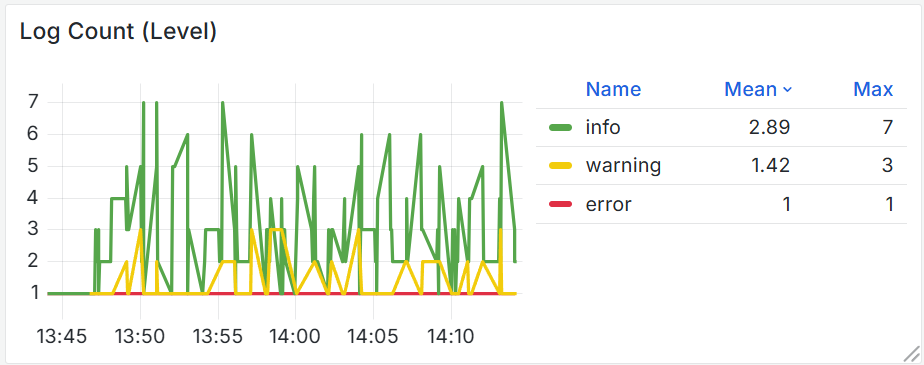 Log Count (Level)
7
6
5
4
3
2
1
13:45 13:50 13:55 14:00 14:05 14:10
Name Mean Max
info 2.89 7
warning 1.42 3
error 1 1